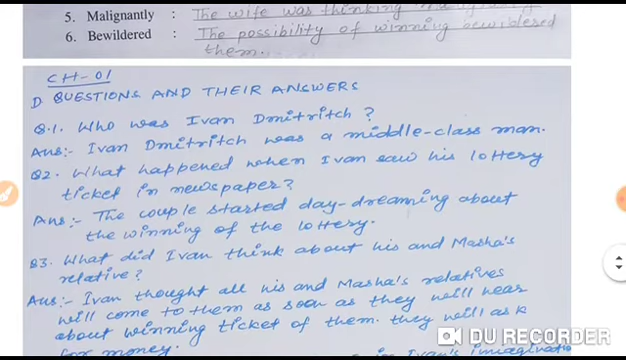 5. Malignantly : The wife was thinking
6. Bewildered : The possibility of winning bewildered
them.
CH-01
D QUESTIONS AND THEIR ANSWERS
Q.1. Who was Ivan Dmitritch ?
Ans:- Ivan Dmitritch was a middle-class man.
Q2. What happened when Ivan saw his lottery
ticket in newspaper?
Ans:- The couple started day-dreaming about
the winning of the lottery.
Q3. What did Ivan think about his and Masha's
relative?
Ans:- Ivan thought all his and Masha's relatives
will come to them as soon as they will hear
about winning ticket of them. They will ask
for money.
in Ivan's imagination
DU RECORDER